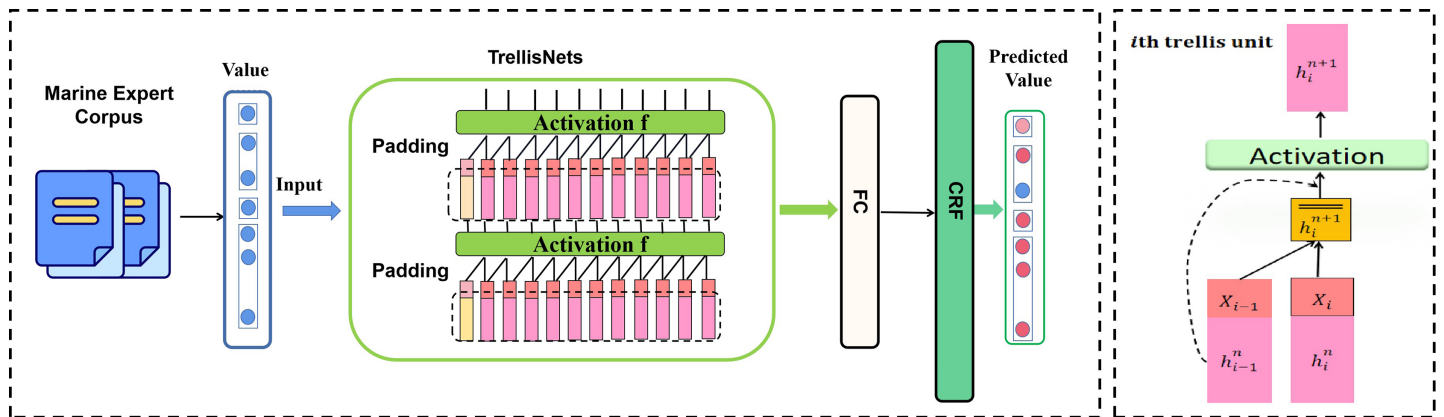 Marine Expert
Corpus
Value
Input
TrellisNets
Activation f
Padding
Activation f
Padding
FC
CRF
Predicted
Value
ith trellis unit
h_i^{n+1}
Activation
h_i^{n+1}
X_{i-1}
X_i
h_{i-1}^n
h_i^n